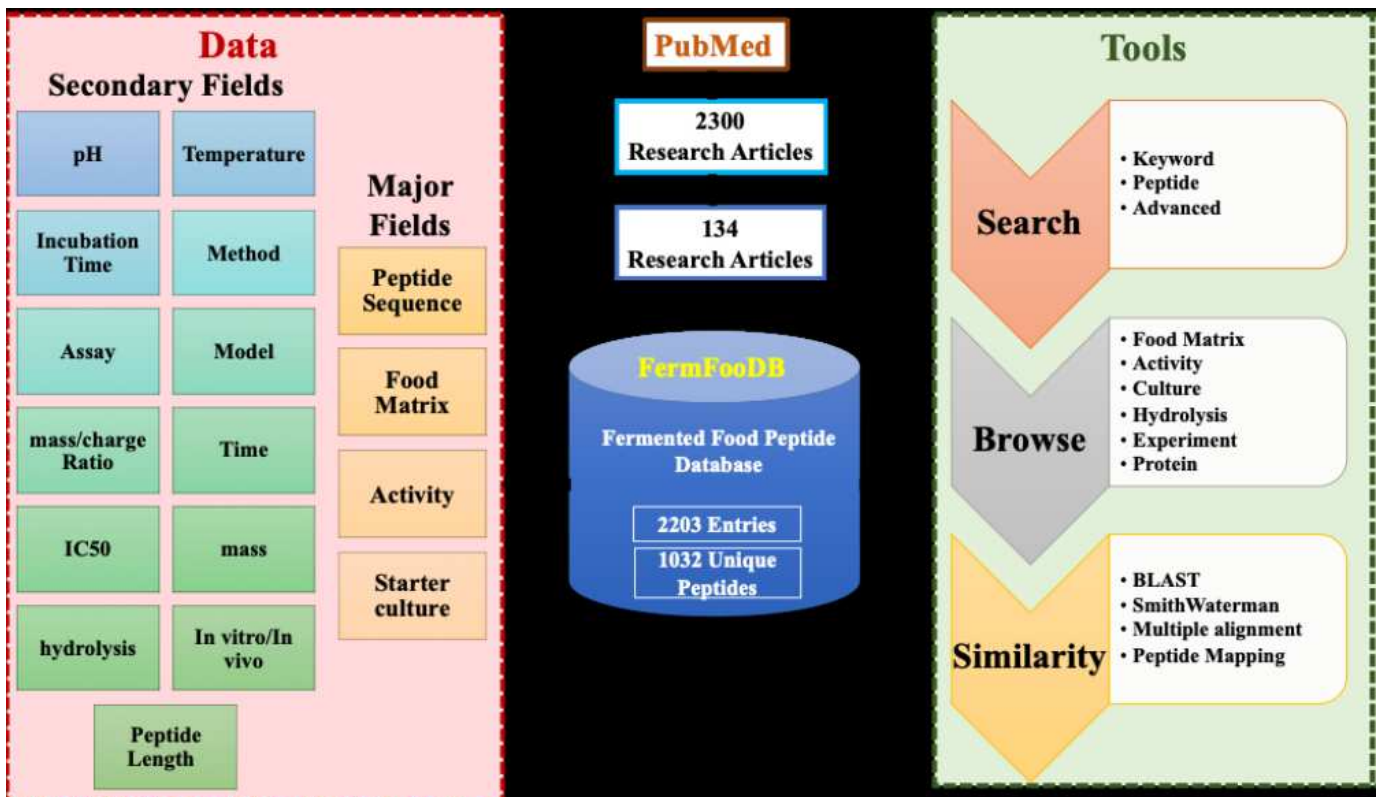 Data
Secondary Fields
pH
Temperature
Incubation
Time
Method
Assay
Model
mass/charge
Ratio
Time
IC50
mass
hydrolysis
In vitro/In
vivo
Peptide
Length
Major
Fields
Peptide
Sequence
Food
Matrix
Activity
Starter
culture
PubMed
2300
Research Articles
134
Research Articles
FermFooDB
Fermented Food Peptide
Database
2203 Entries
1032 Unique
Peptides
Tools
Search
• Keyword
• Peptide
• Advanced
Browse
• Food Matrix
• Activity
• Culture
• Hydrolysis
• Experiment
• Protein
Similarity
• BLAST
• SmithWaterman
• Multiple alignment
• Peptide Mapping